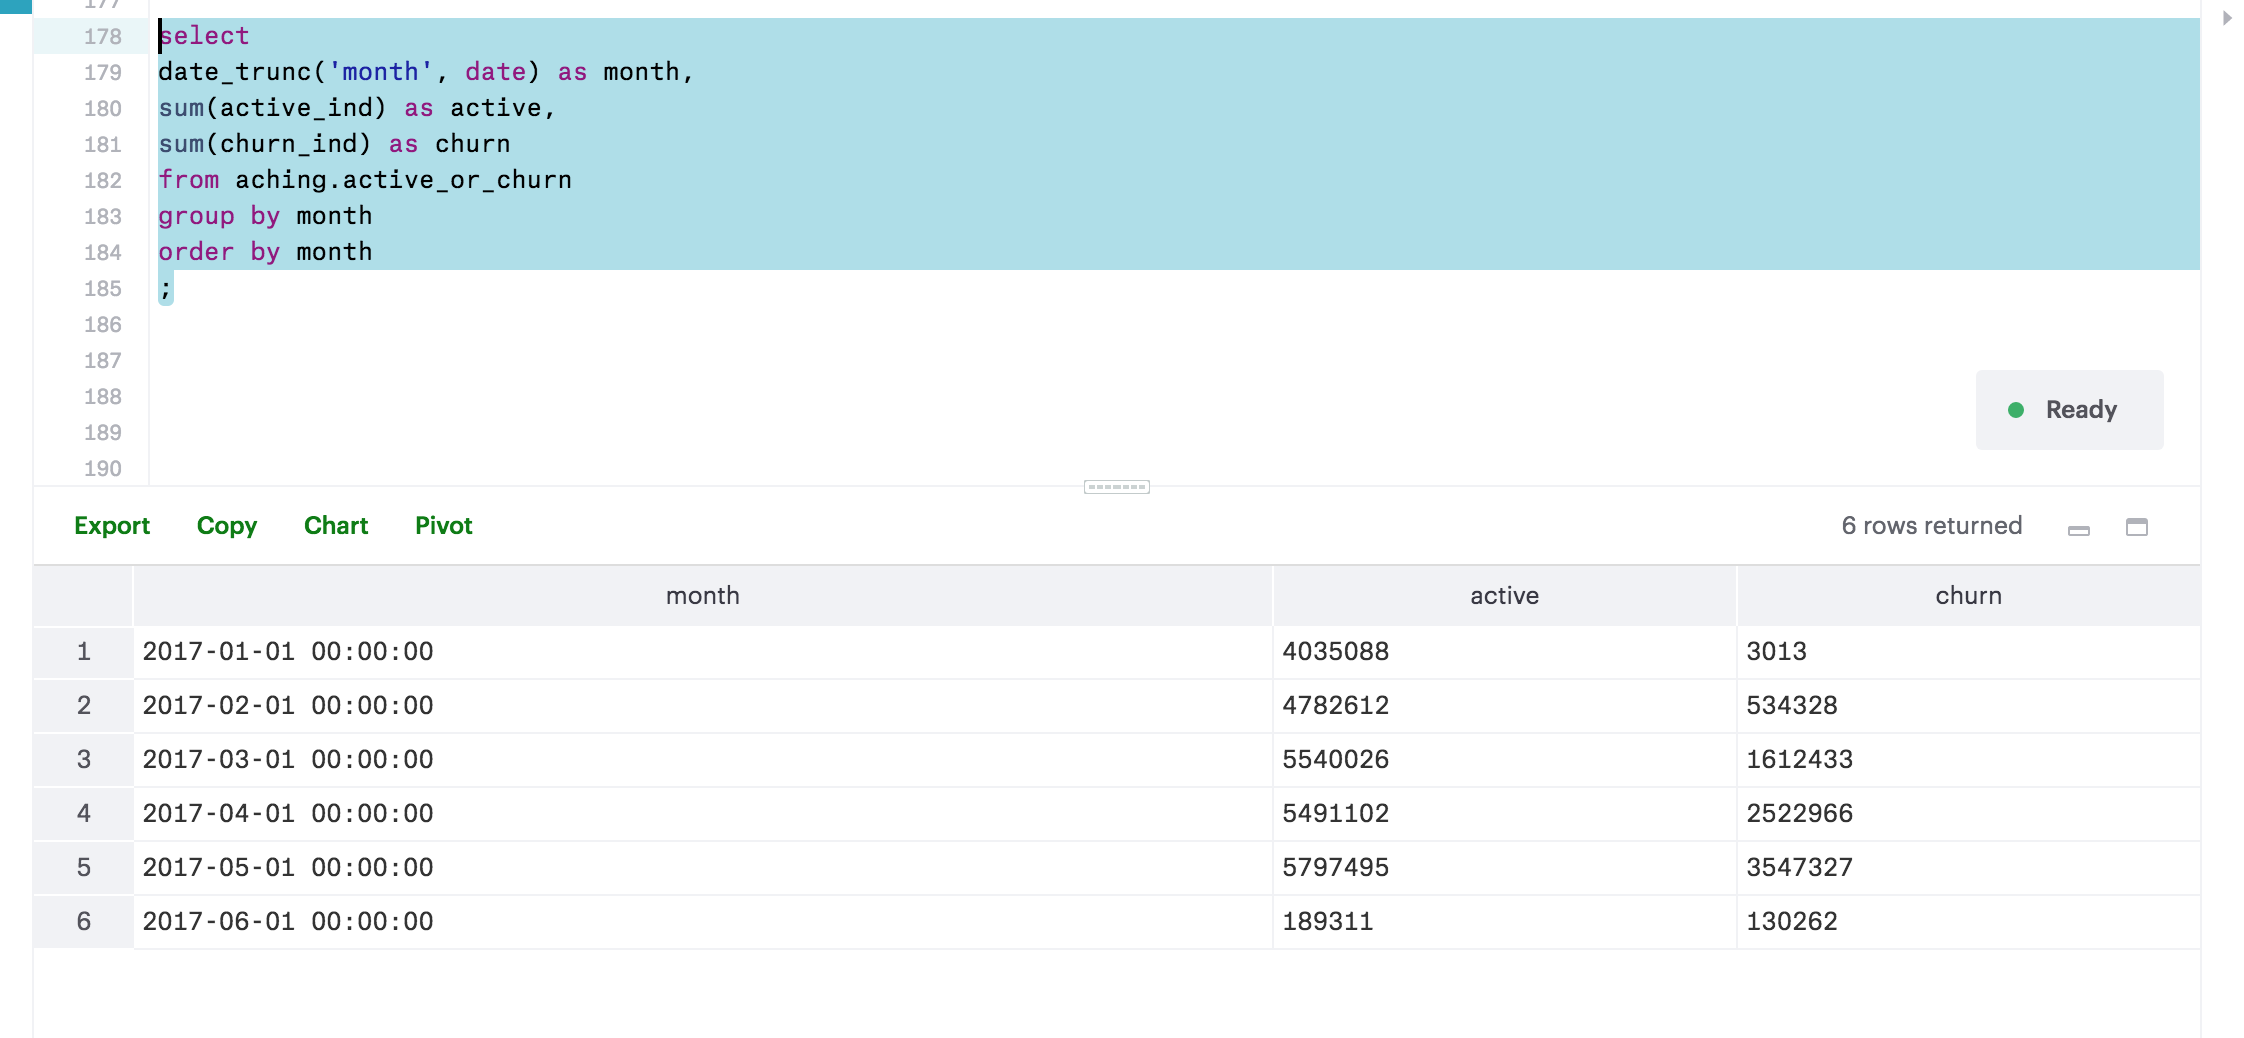 177
178 select
179 date_trunc('month', date) as month,
180 sum(active_ind) as active,
181 sum(churn_ind) as churn
182 from aching.active_or_churn
183 group by month
184 order by month
185 ;
186
187
188
189
190
Ready
Export Copy Chart Pivot 6 rows returned
month active churn
1 2017-01-01 00:00:00 4035088 3013
2 2017-02-01 00:00:00 4782612 534328
3 2017-03-01 00:00:00 5540026 1612433
4 2017-04-01 00:00:00 5491102 2522966
5 2017-05-01 00:00:00 5797495 3547327
6 2017-06-01 00:00:00 189311 130262